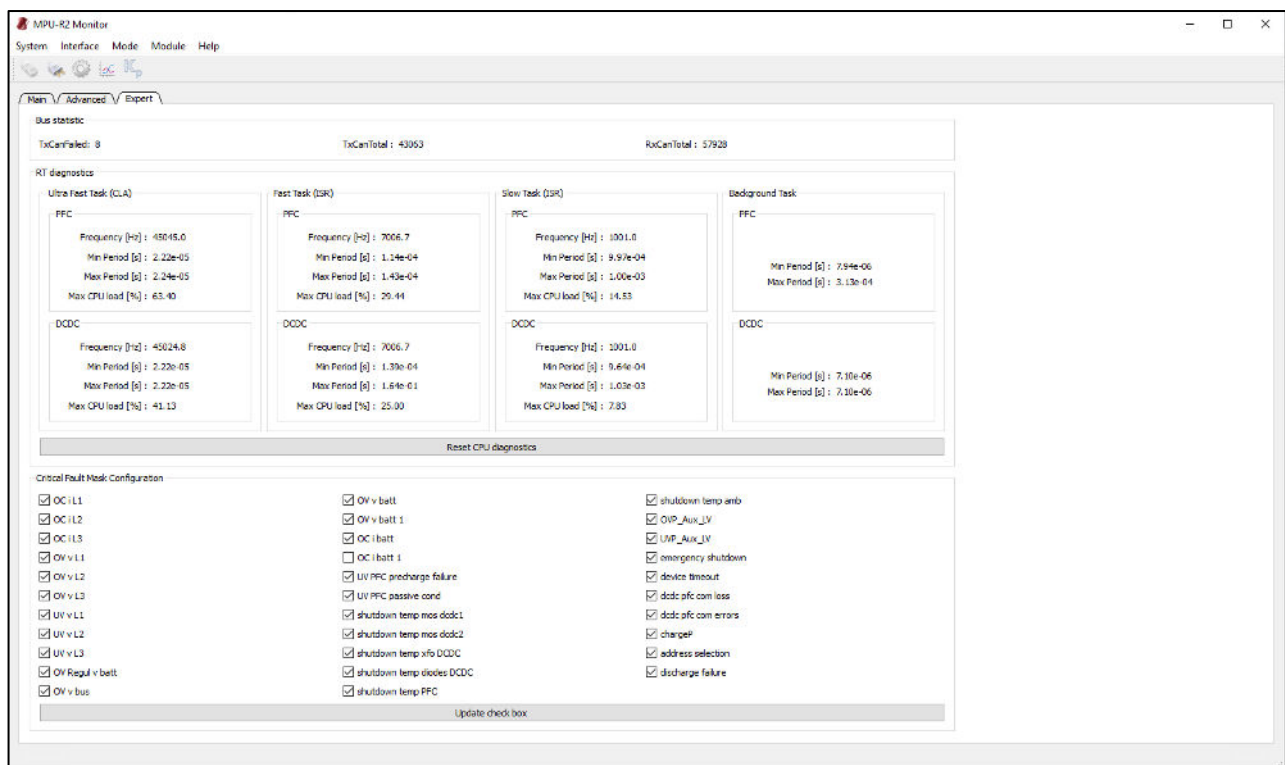 MPU-R2 Monitor
System Interface Mode Module Help
Main Advanced Expert
Bus statistic
TxCanFailed: 8 TxCanTotal : 43063 RxCanTotal : 57928
RT diagnostics
Ultra Fast Task (CLA) Fast Task (ISR) Slow Task (ISR) Background Task
PFC PFC PFC PFC
Frequency [Hz] : 45045.0 Frequency [Hz] : 7006.7 Frequency [Hz] : 1001.0
Min Period [s] : 2.22e-05 Min Period [s] : 1.14e-04 Min Period [s] : 9.97e-04 Min Period [s] : 7.94e-06
Max Period [s] : 2.24e-05 Max Period [s] : 1.43e-04 Max Period [s] : 1.00e-03 Max Period [s] : 3.13e-04
Max CPU load [%] : 63.40 Max CPU load [%] : 29.44 Max CPU load [%] : 14.53
DCDC DCDC DCDC DCDC
Frequency [Hz] : 45024.8 Frequency [Hz] : 7006.7 Frequency [Hz] : 1001.0
Min Period [s] : 2.22e-05 Min Period [s] : 1.39e-04 Min Period [s] : 9.64e-04 Min Period [s] : 7.10e-06
Max Period [s] : 2.22e-05 Max Period [s] : 1.64e-01 Max Period [s] : 1.03e-03 Max Period [s] : 7.10e-06
Max CPU load [%] : 41.13 Max CPU load [%] : 25.00 Max CPU load [%] : 7.83
Reset CPU diagnostics
Critical Fault Mask Configuration
OC i L1 OV v batt shutdown temp amb
OC i L2 OV v batt 1 OVP_Aux_LV
OC i L3 OC i batt UVP_Aux_LV
OV v L1 OC i batt 1 emergency shutdown
OV v L2 UV PFC precharge failure device timeout
OV v L3 UV PFC passive cond dcdc pfc com loss
UV v L1 shutdown temp mos dcdc1 dcdc pfc com errors
UV v L2 shutdown temp mos dcdc2 chargeP
UV v L3 shutdown temp xfo DCDC address selection
OV Regul v batt shutdown temp diodes DCDC discharge failure
OV v bus shutdown temp PFC
Update check box